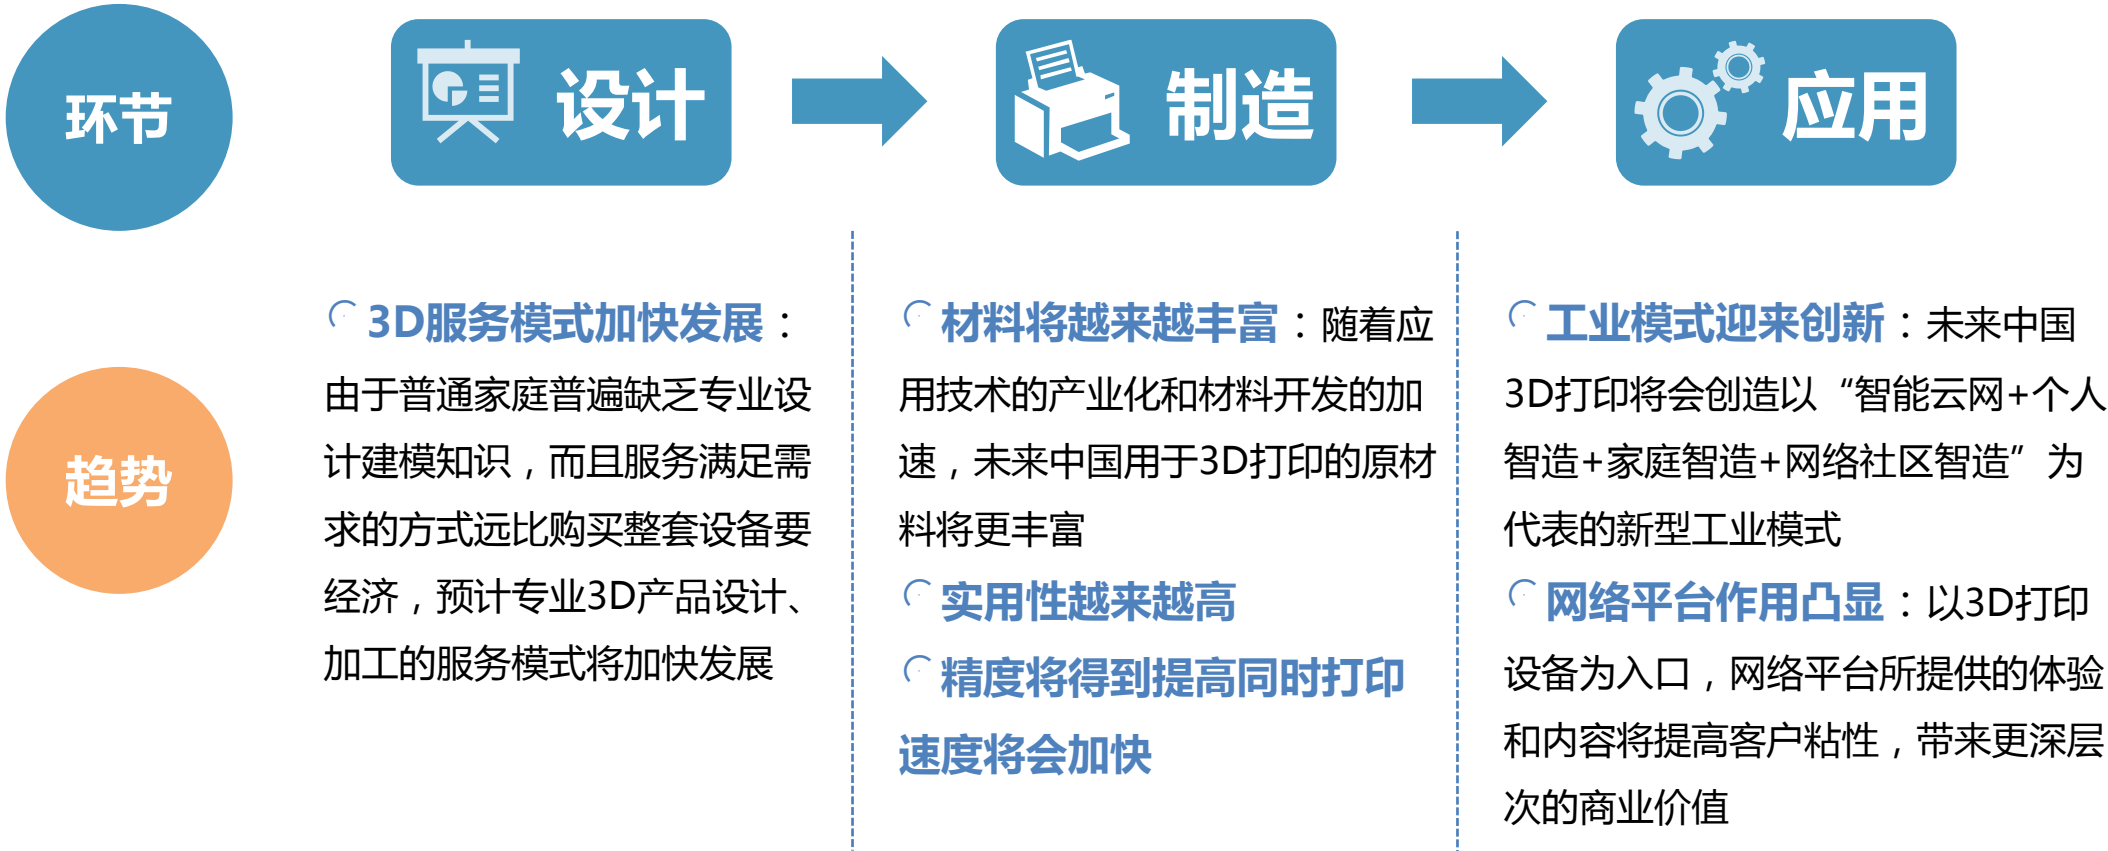 环节
设计
制造
应用
趋势
3D服务模式加快发展：
由于普通家庭普遍缺乏专业设
计建模知识，而且服务满足需
求的方式远比购买整套设备要
经济，预计专业3D产品设计、
加工的服务模式将加快发展
材料将越来越丰富：随着应
用技术的产业化和材料开发的加
速，未来中国用于3D打印的原材
料将更丰富
实用性越来越高
精度将得到提高同时打印
速度将会加快
工业模式迎来创新：未来中国
3D打印将会创造以“智能云网+个人
智造+家庭智造+网络社区智造”为
代表的新型工业模式
网络平台作用凸显：以3D打印
设备为入口，网络平台所提供的体验
和内容将提高客户粘性，带来更深层
次的商业价值